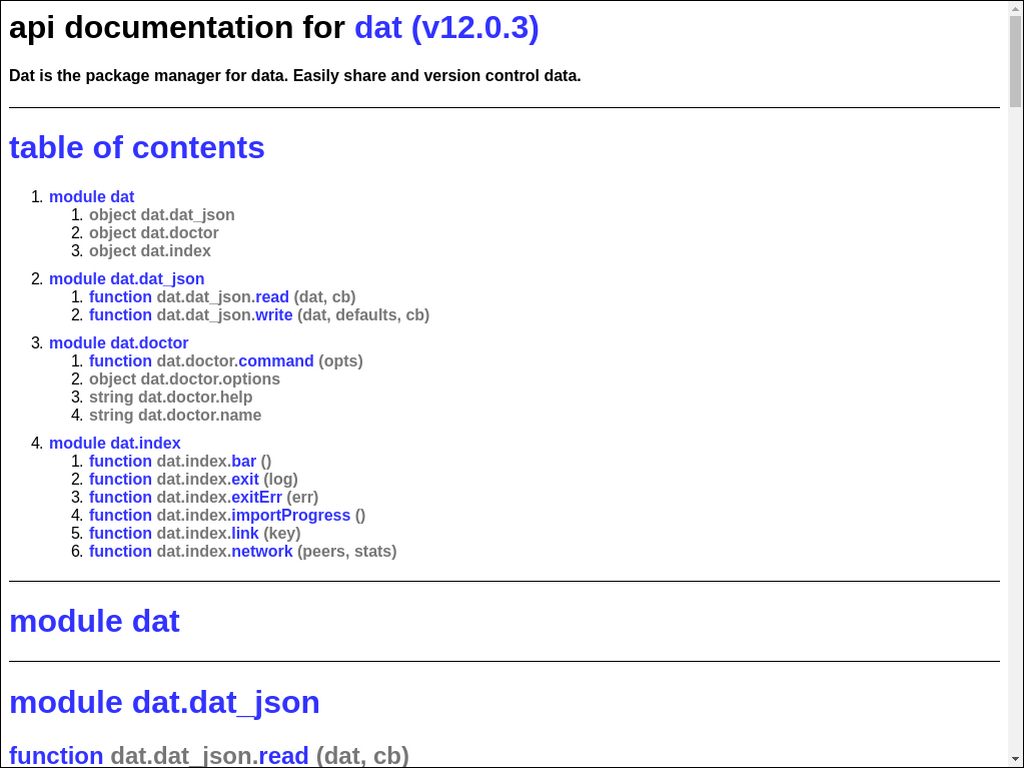 api documentation for dat (v12.0.3)
Dat is the package manager for data. Easily share and version control data.
table of contents
1. module dat
1. object dat.dat_json
2. object dat.doctor
3. object dat.index
2. module dat.dat_json
1. function dat.dat_json.read (dat, cb)
2. function dat.dat_json.write (dat, defaults, cb)
3. module dat.doctor
1. function dat.doctor.command (opts)
2. object dat.doctor.options
3. string dat.doctor.help
4. string dat.doctor.name
4. module dat.index
1. function dat.index.bar ()
2. function dat.index.exit (log)
3. function dat.index.exitErr (err)
4. function dat.index.importProgress ()
5. function dat.index.link (key)
6. function dat.index.network (peers, stats)
module dat
module dat.dat_json
function dat.dat_json.read (dat, cb)